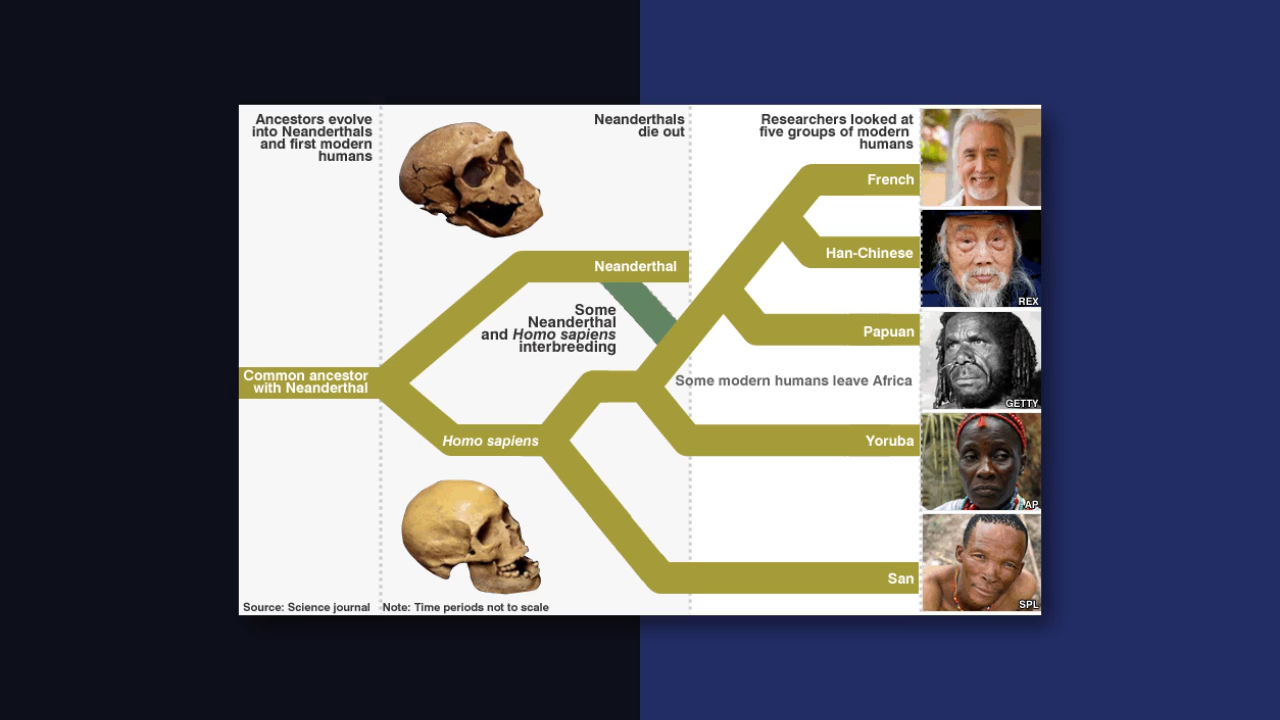 Ancestors evolve
into Neanderthals
and first modern
humans
Neanderthals
die out
Researchers looked at
five groups of modern
humans
French
Han-Chinese
REX
Neanderthal
Some
Neanderthal
and Homo sapiens
interbreeding
Papuan
Common ancestor
with Neanderthal
Some modern humans leave Africa
GETTY
Homo sapiens
Yoruba
AP
San
SPL
Source: Science journal
Note: Time periods not to scale